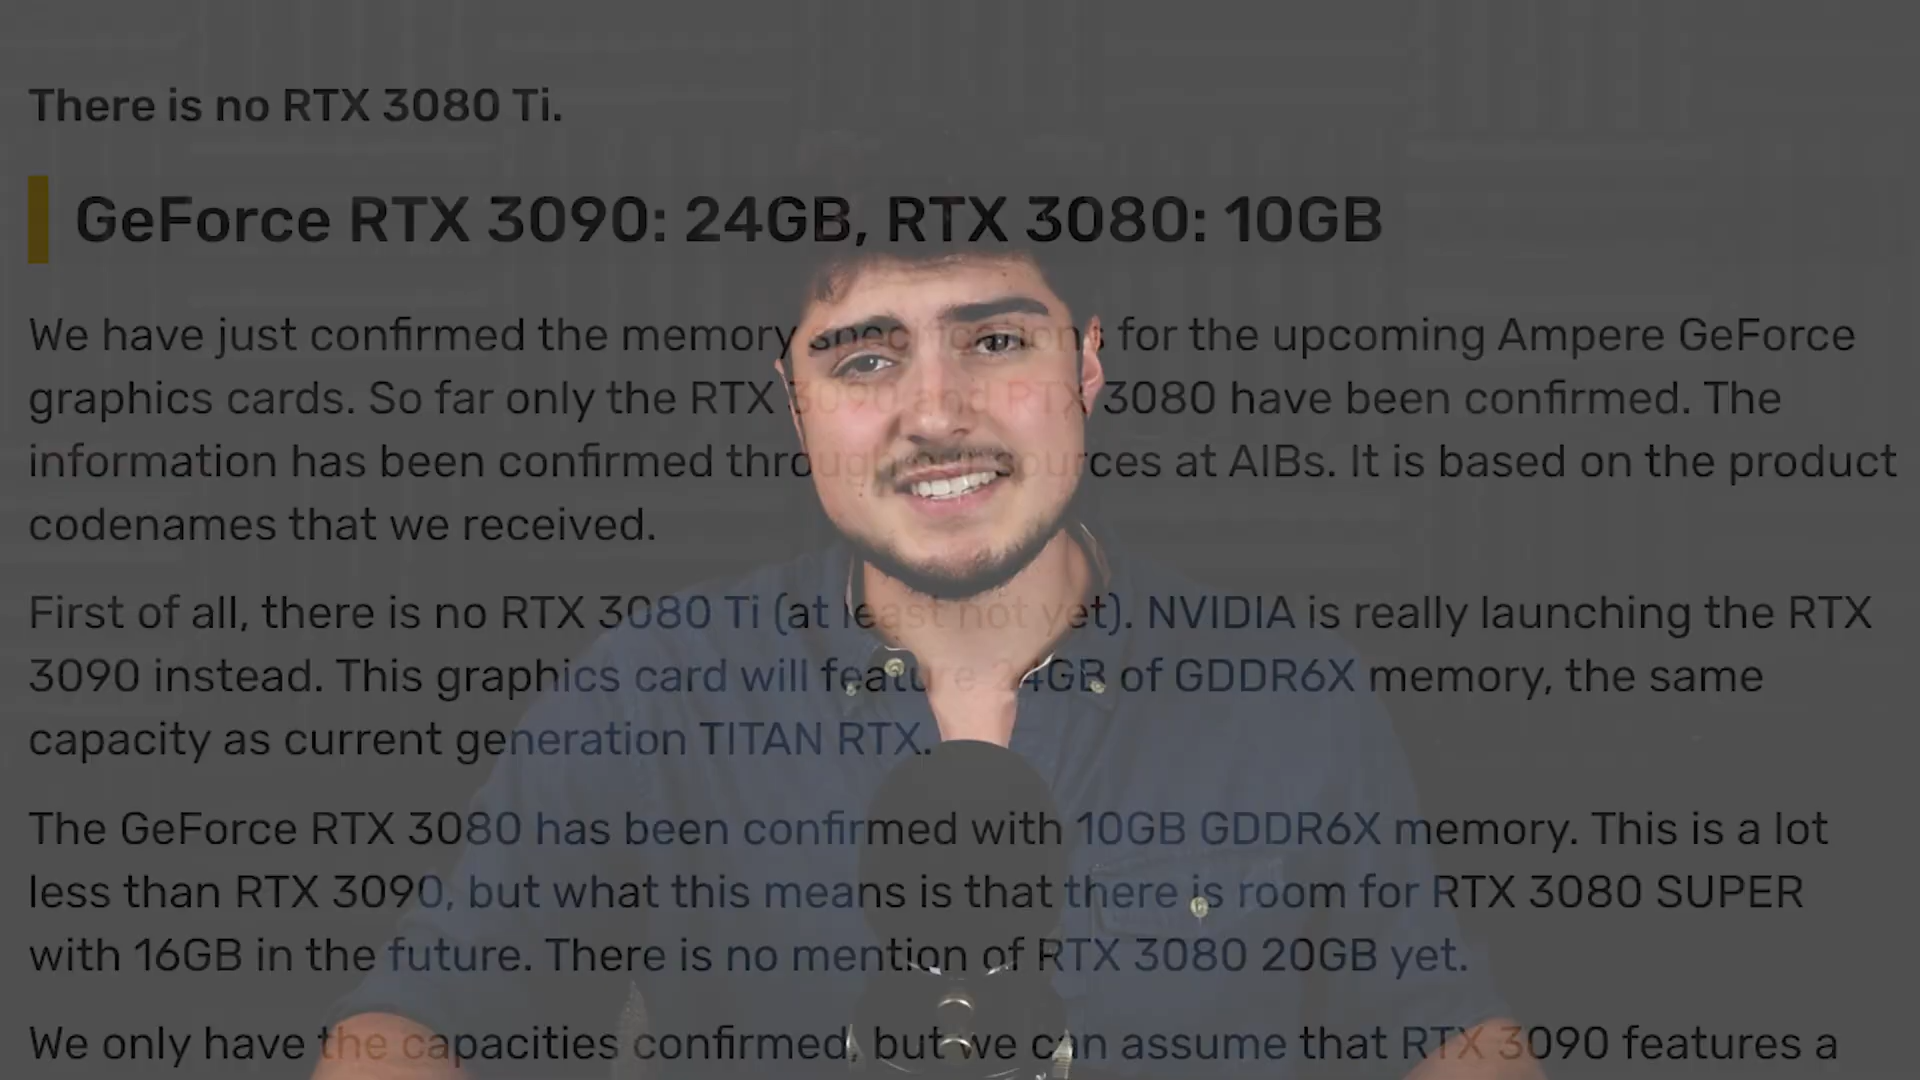 There is no RTX 3080 Ti.
GeForce RTX 3090: 24GB, RTX 3080: 10GB
We have just confirmed the memory for the upcoming Ampere GeForce
graphics cards. So far only the RTX 3090 and RTX 3080 have been confirmed. The
information has been confirmed through sources at AIBs. It is based on the product
codenames that we received.
First of all, there is no RTX 3080 Ti (at least not yet). NVIDIA is really launching the RTX
3090 instead. This graphics card will feature 24GB of GDDR6X memory, the same
capacity as current generation TITAN RTX.
The GeForce RTX 3080 has been confirmed with 10GB GDDR6X memory. This is a lot
less than RTX 3090, but what this means is that there is room for RTX 3080 SUPER
with 16GB in the future. There is no mention of RTX 3080 20GB yet.
We only have the capacities confirmed, but we can assume that RTX 3090 features a